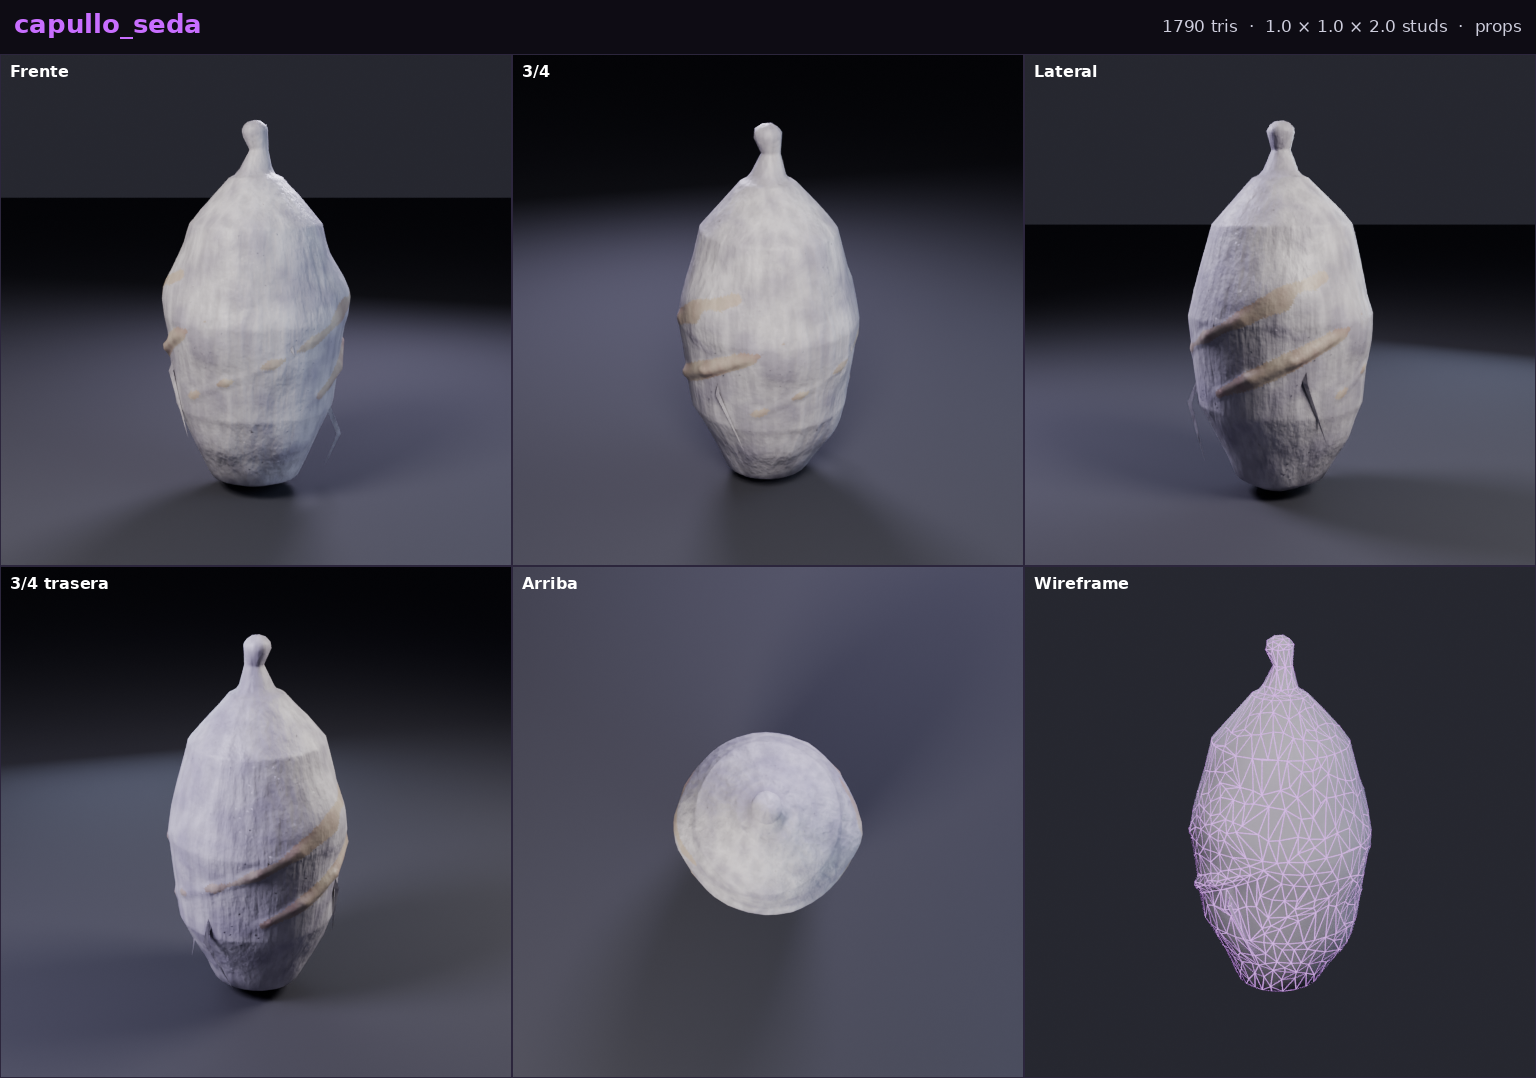 capullo_seda
1790 tris · 1.0 × 1.0 × 2.0 studs · props
Frente
3/4
Lateral
3/4 trasera
Arriba
Wireframe